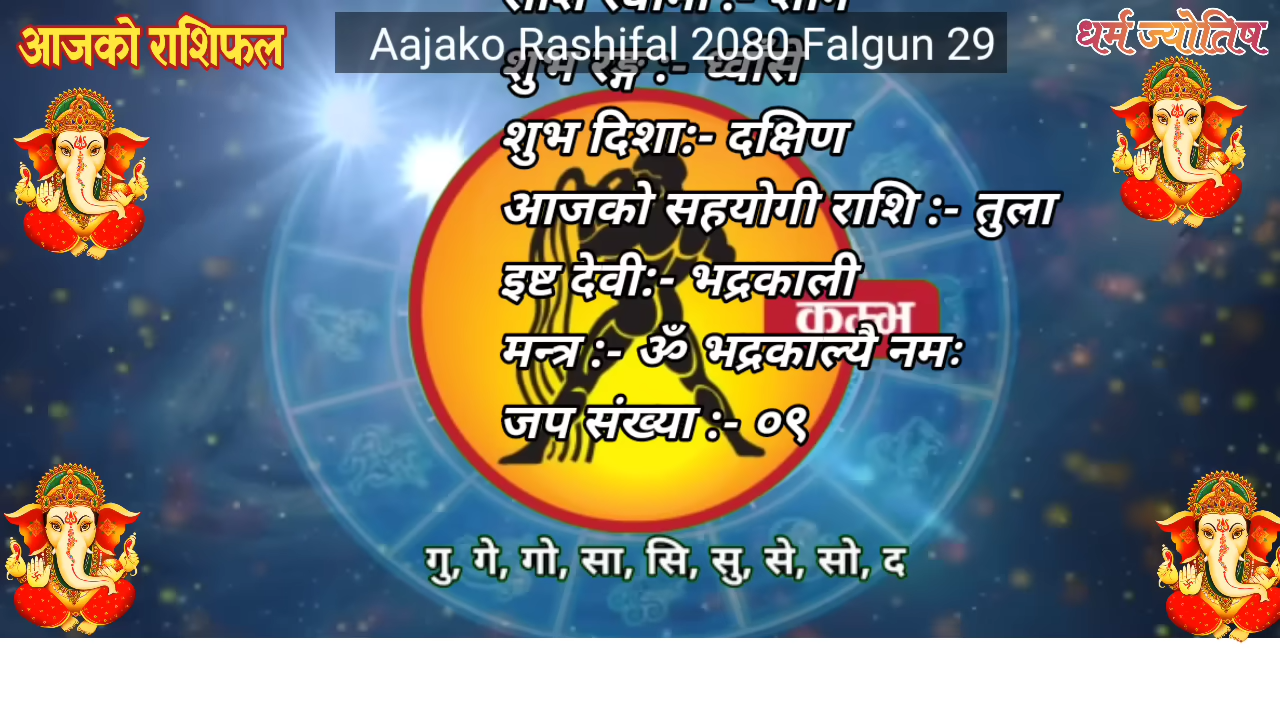 आजको राशिफल
Aajako Rashifal 2080 Falgun 29
धर्म ज्योतिष
शुभ रङ्ग :- ध्वाँसे
शुभ दिशा:- दक्षिण
आजको सहयोगी राशि :- तुला
इष्ट देवी:- भद्रकाली
कुम्भ
मन्त्र :- ॐ भद्रकाल्यै नमः
जप संख्या :- ०९
गु, गे, गो, सा, सि, सु, से, सो, द